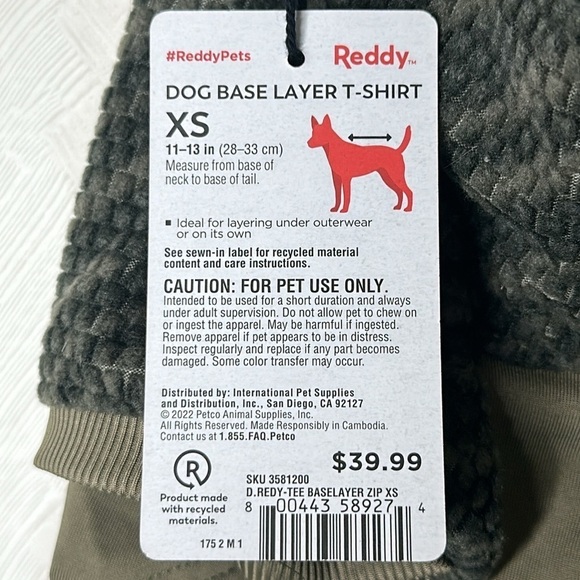 #ReddyPets
Reddy™
DOG BASE LAYER T-SHIRT
XS
11–13 in (28–33 cm)
Measure from base of
neck to base of tail.
▪ Ideal for layering under outerwear
or on its own
See sewn-in label for recycled material
content and care instructions.
CAUTION: FOR PET USE ONLY.
Intended to be used for a short duration and always
under adult supervision. Do not allow pet to chew on
or ingest the apparel. May be harmful if ingested.
Remove apparel if pet appears to be in distress.
Inspect regularly and replace if any part becomes
damaged. Some color transfer may occur.
Distributed by: International Pet Supplies
and Distribution, Inc., San Diego, CA 92127
© 2022 Petco Animal Supplies, Inc.
All Rights Reserved. Made Responsibly in Cambodia.
Contact us at 1.855.FAQ.Petco
R
Product made
with recycled
materials.
175 2 M 1
$39.99
SKU 3581200
D.REDY-TEE BASELAYER ZIP XS
8 00443 58927 4